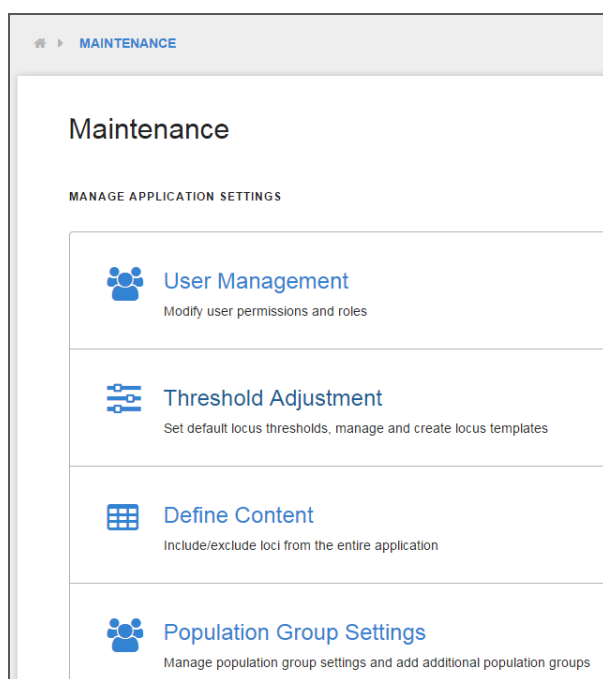 MAINTENANCE
Maintenance
MANAGE APPLICATION SETTINGS
User Management
Modify user permissions and roles
Threshold Adjustment
Set default locus thresholds, manage and create locus templates
Define Content
Include/exclude loci from the entire application
Population Group Settings
Manage population group settings and add additional population groups